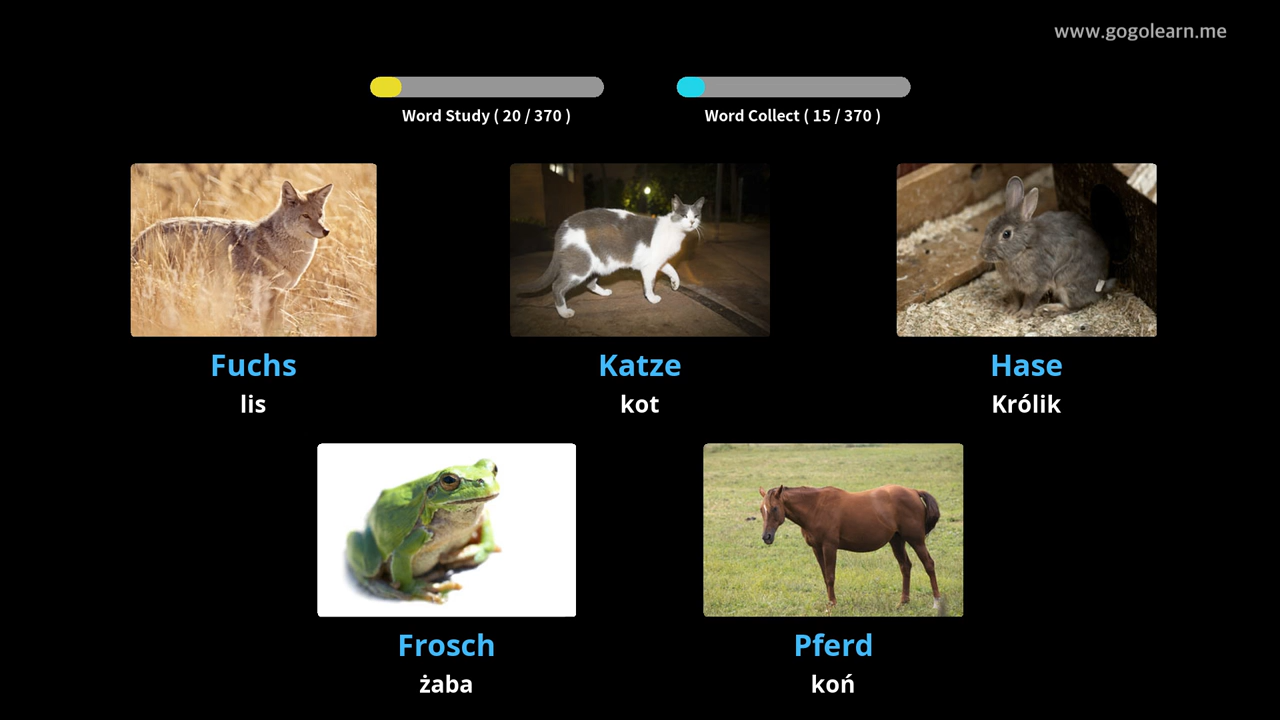 www.gogolearn.me
Word Study ( 20 / 370 )
Word Collect ( 15 / 370 )
Fuchs
lis
Katze
kot
Hase
Królik
Frosch
żaba
Pferd
koń